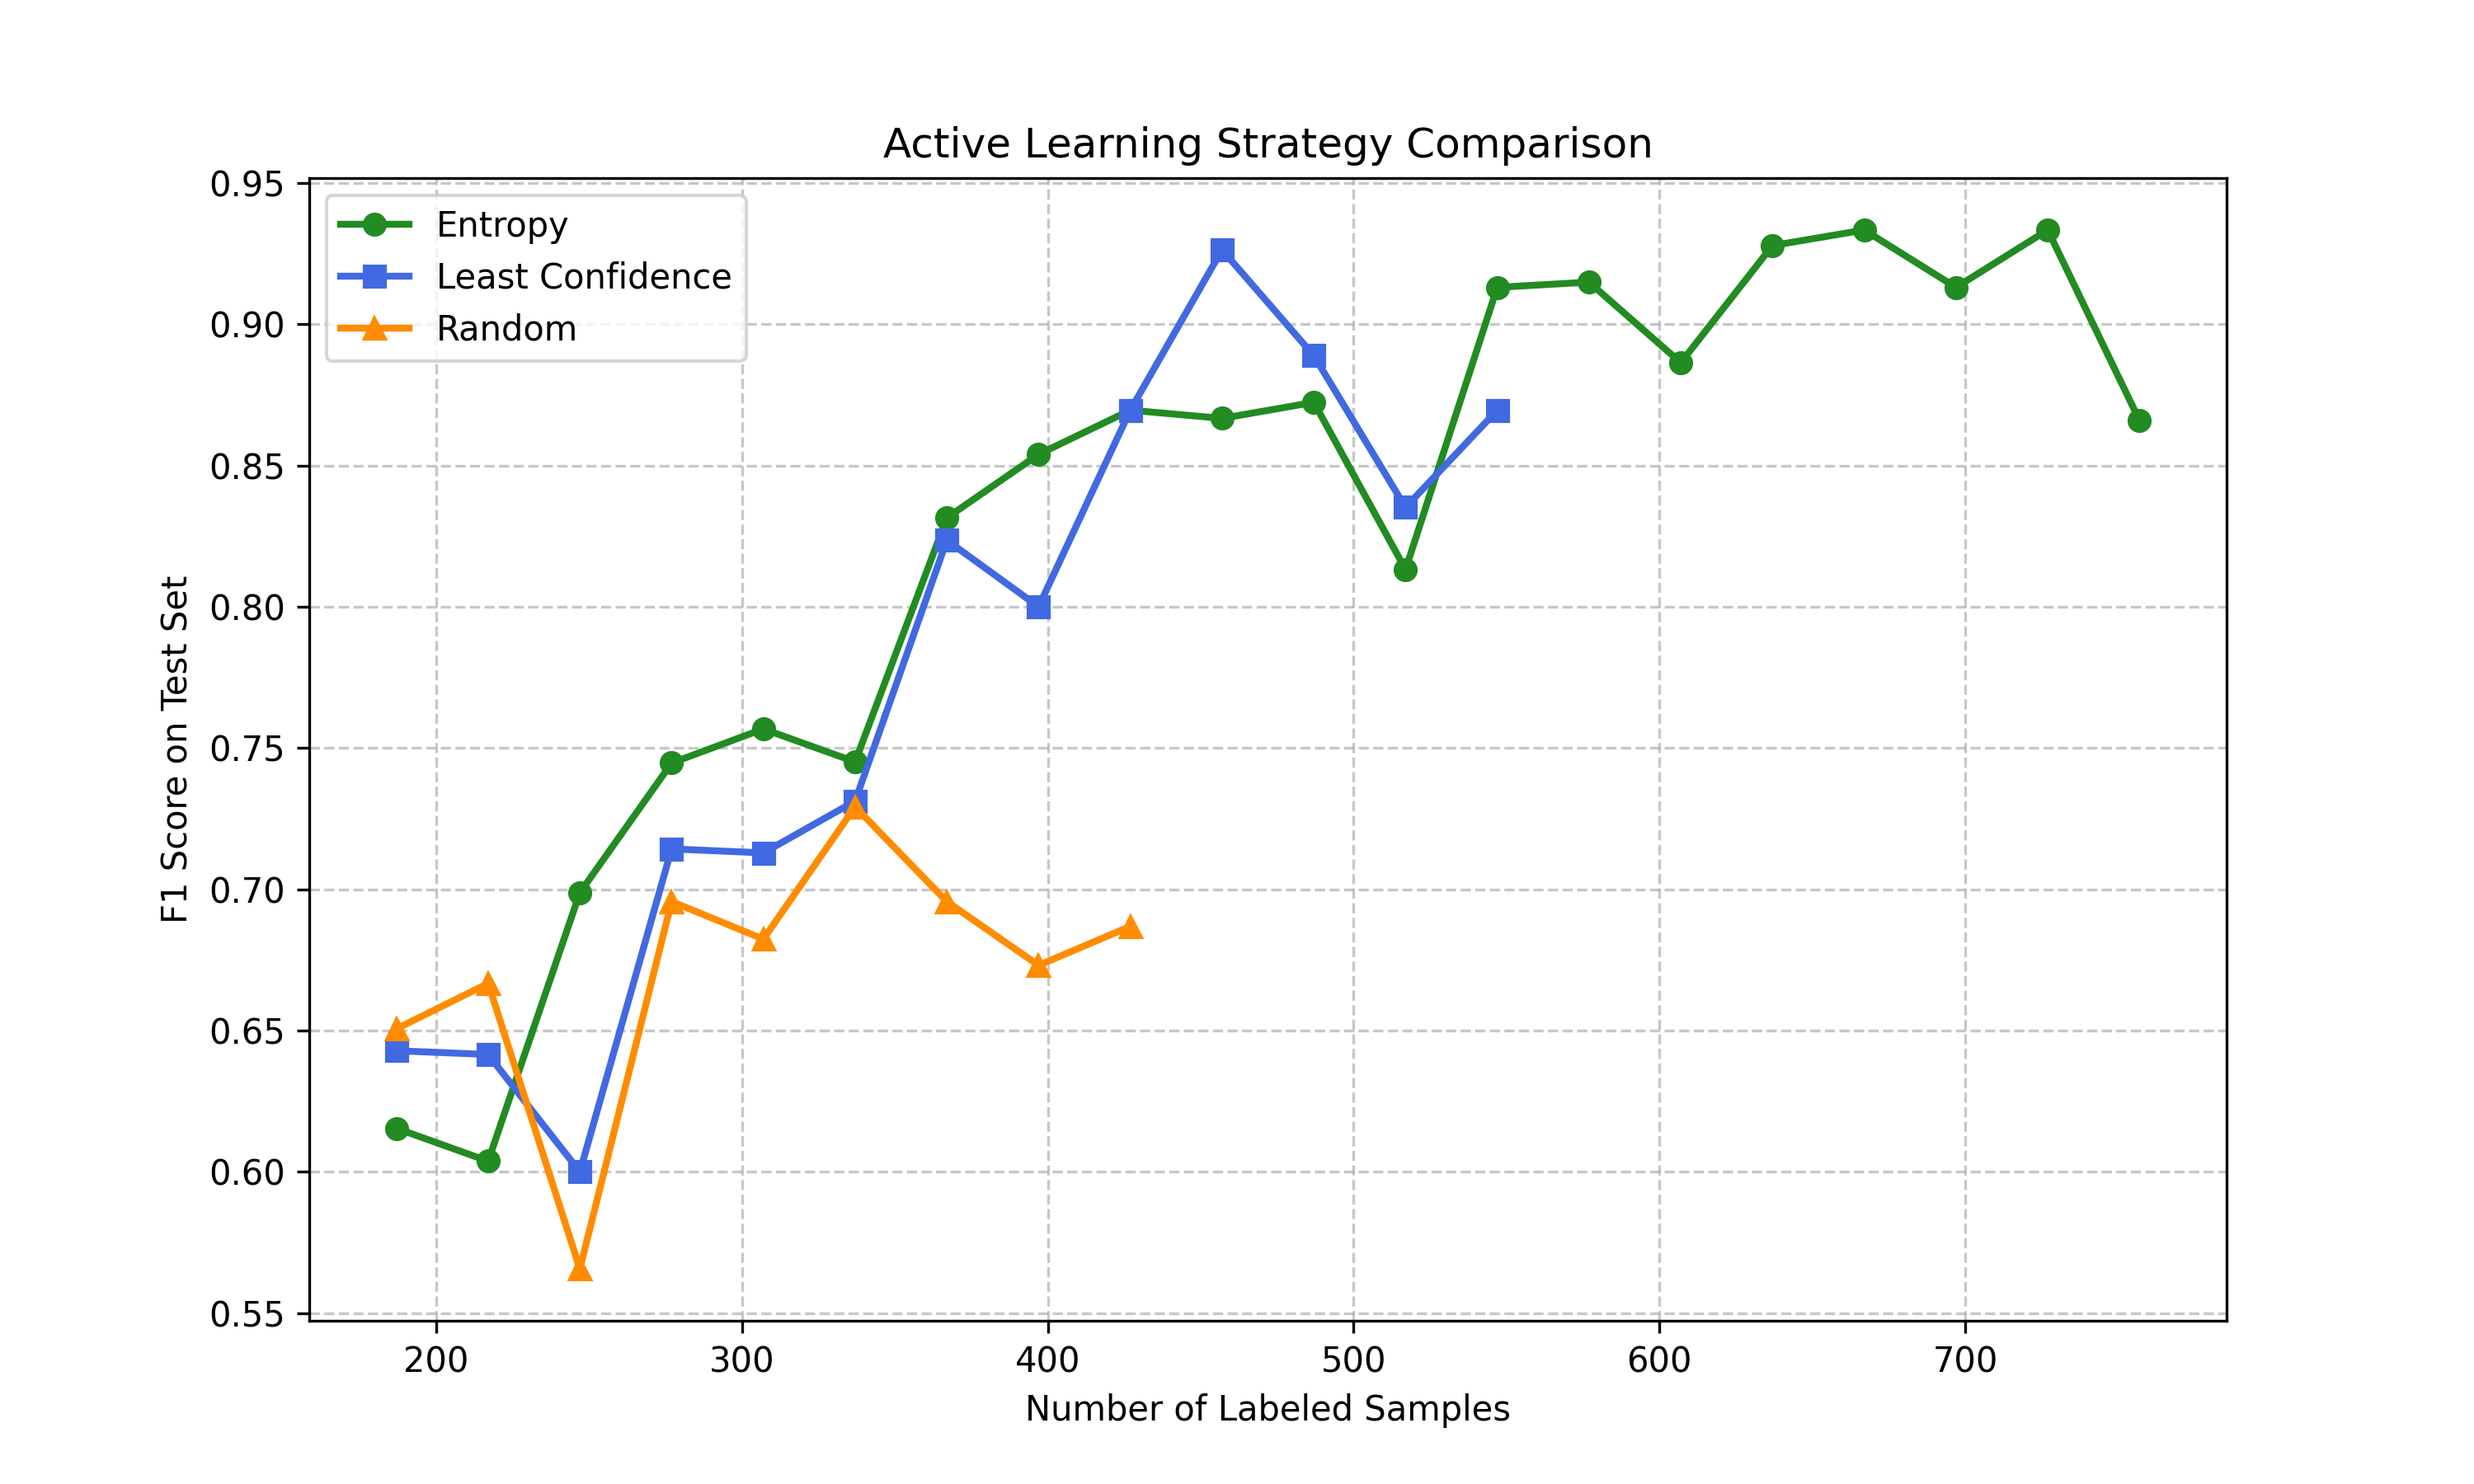 Active Learning Strategy Comparison
Entropy
Least Confidence
Random
F1 Score on Test Set
0.95
0.90
0.85
0.80
0.75
0.70
0.65
0.60
0.55
200 300 400 500 600 700
Number of Labeled Samples